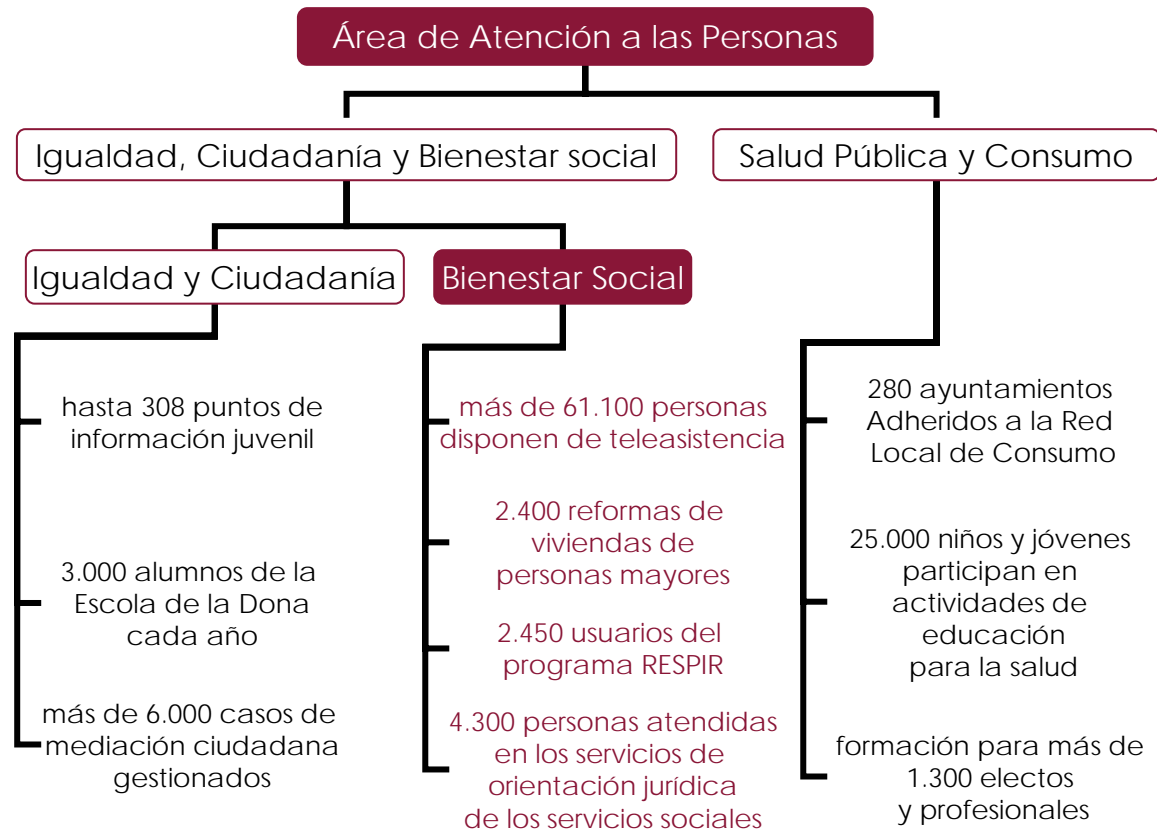 Área de Atención a las Personas
Igualdad, Ciudadanía y Bienestar social
Salud Pública y Consumo
Igualdad y Ciudadanía
Bienestar Social
hasta 308 puntos de
información juvenil
3.000 alumnos de la
Escola de la Dona
cada año
más de 6.000 casos de
mediación ciudadana
gestionados
más de 61.100 personas
disponen de teleasistencia
2.400 reformas de
viviendas de
personas mayores
2.450 usuarios del
programa RESPIR
4.300 personas atendidas
en los servicios de
orientación jurídica
de los servicios sociales
280 ayuntamientos
Adheridos a la Red
Local de Consumo
25.000 niños y jóvenes
participan en
actividades de
educación
para la salud
formación para más de
1.300 electos
y profesionales